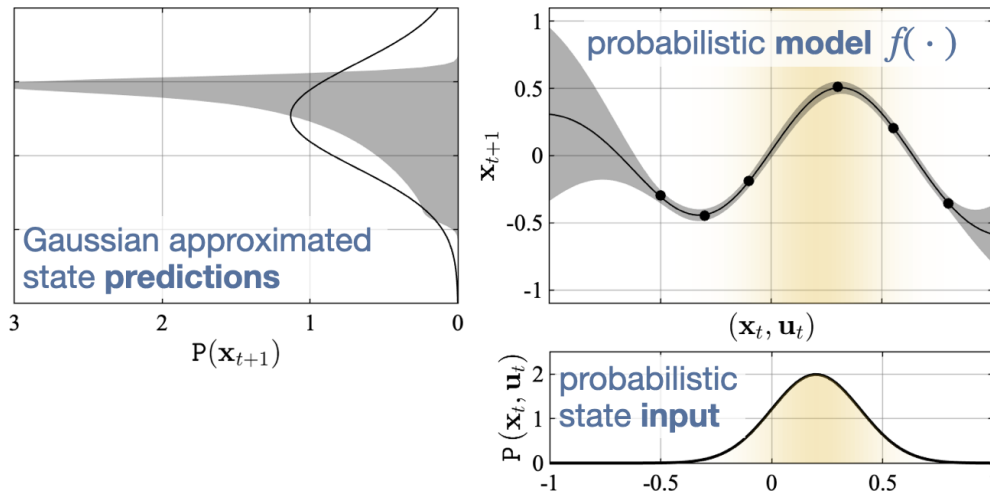 Gaussian approximated
state predictions
3
2
1
0
P(x_{t+1})
probabilistic model f(·)
1
0.5
0
-0.5
-1
x_{t+1}
(x_t, u_t)
probabilistic
state input
2
1
0
P(x_t, u_t)
-1
-0.5
0
0.5